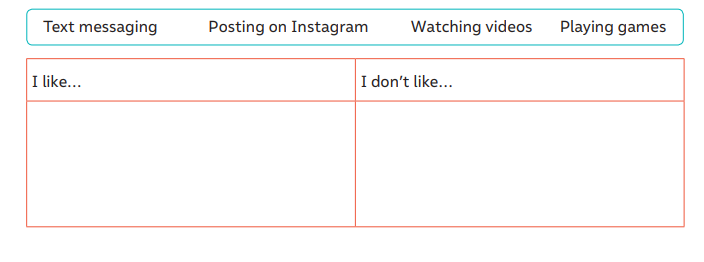 Text messaging Posting on Instagram Watching videos Playing games
I like... I don't like...